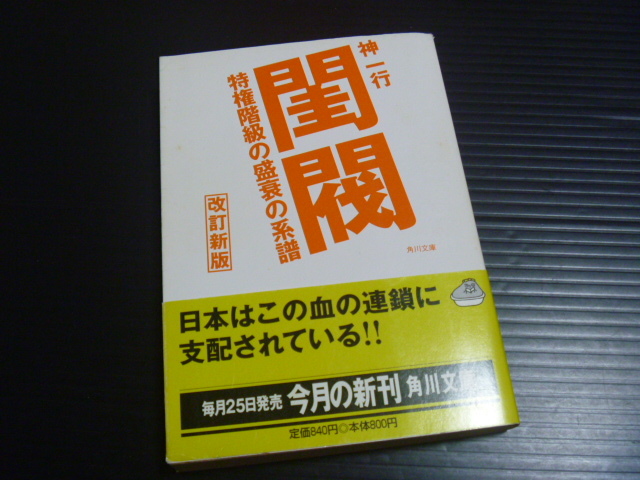 神一行
閨閥
特権階級の盛衰の系譜
改訂新版
角川文庫
日本はこの血の連鎖に
支配されている!!
毎月25日発売 今月の新刊 角川文
定価840円◎本体800円